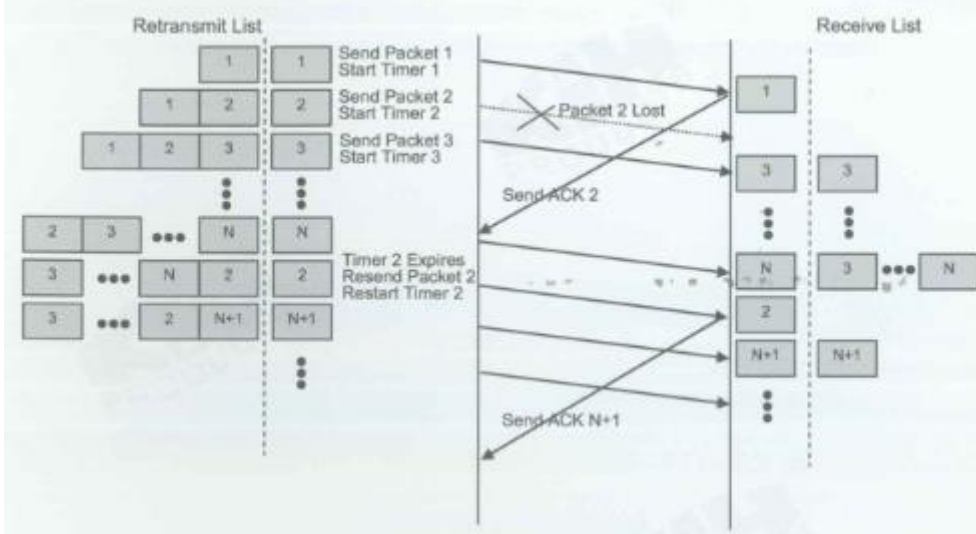 Retransmit List
Receive List
1 1 Send Packet 1
Start Timer 1
1
1 2 2 Send Packet 2
Start Timer 2
Packet 2 Lost
1 2 3 3 Send Packet 3
Start Timer 3
3 3
Send ACK 2
2 3 N N
N 3 N
Timer 2 Expires
3 N 2 2 Resend Packet 2
Restart Timer 2
2
3 2 N+1 N+1
N+1 N+1
Send ACK N+1